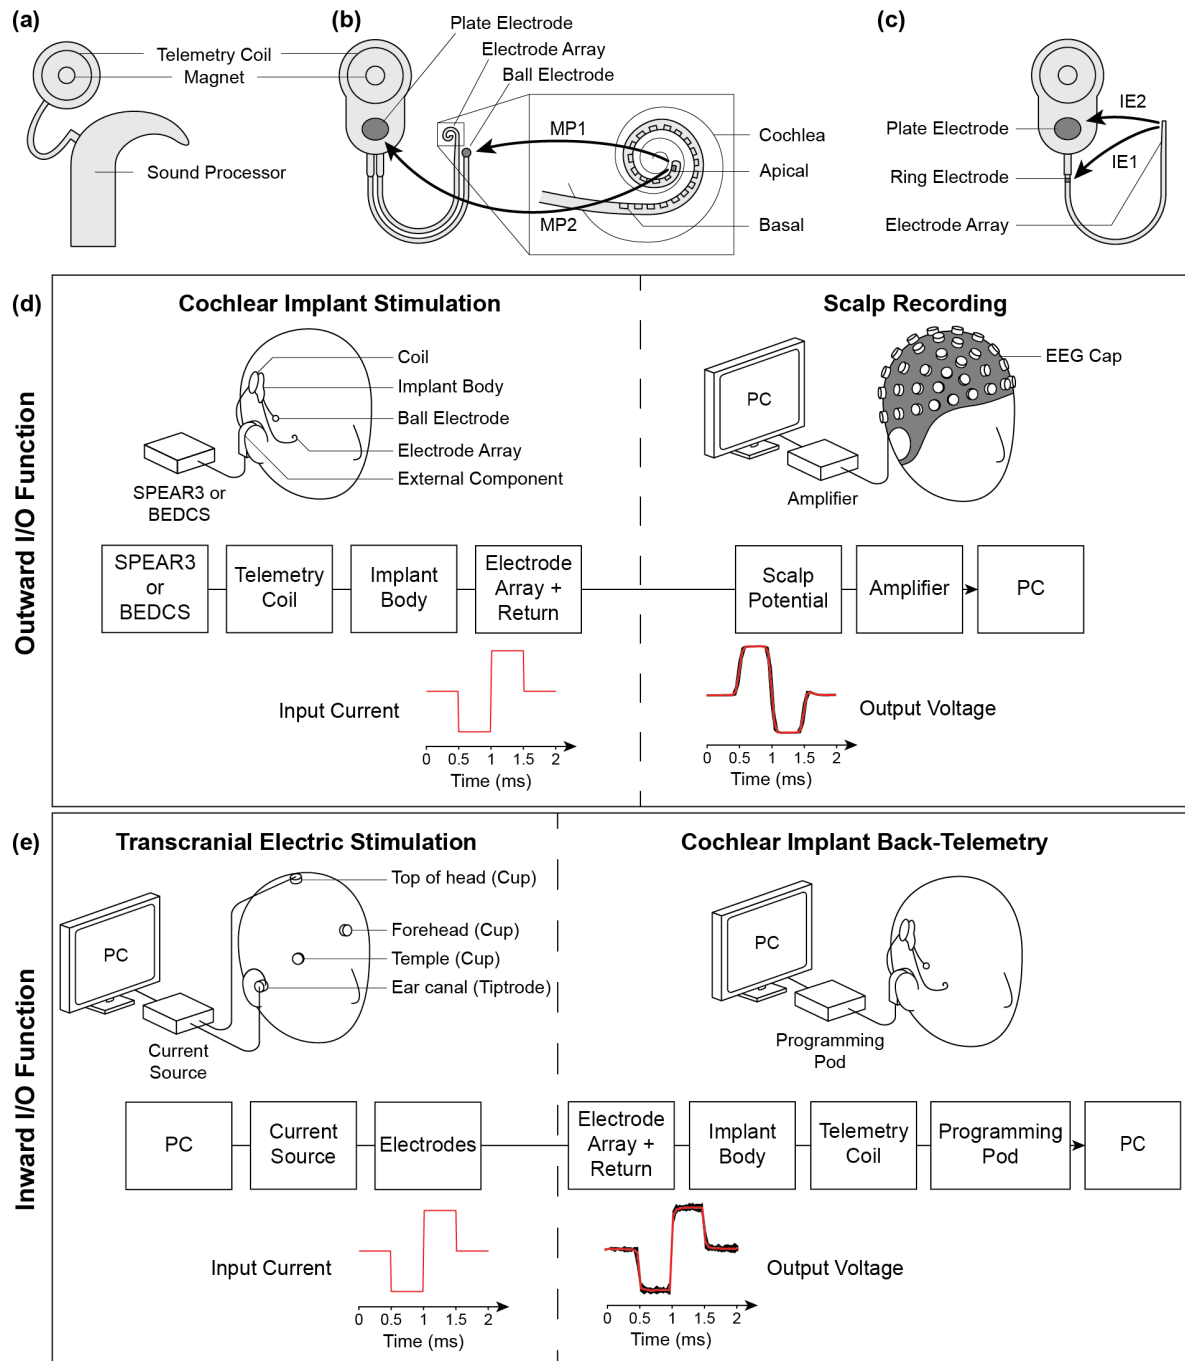 (a)
(b)
(c)
Plate Electrode
Electrode Array
Ball Electrode
Telemetry Coil
Magnet
Sound Processor
MP1
MP2
Cochlea
Apical
Basal
IE2
IE1
Plate Electrode
Ring Electrode
Electrode Array
(d)
Outward I/O Function
Cochlear Implant Stimulation
Coil
Implant Body
Ball Electrode
Electrode Array
External Component
SPEAR3 or
BEDCS
Scalp Recording
EEG Cap
PC
Amplifier
SPEAR3
or
BEDCS
Telemetry
Coil
Implant
Body
Electrode
Array +
Return
Scalp
Potential
Amplifier
PC
Input Current
0 0.5 1 1.5 2
Time (ms)
Output Voltage
0 0.5 1 1.5 2
Time (ms)
(e)
Inward I/O Function
Transcranial Electric Stimulation
Top of head (Cup)
Forehead (Cup)
Temple (Cup)
Ear canal (Tiptrode)
PC
Current
Source
Cochlear Implant Back-Telemetry
PC
Programming
Pod
PC
Current
Source
Electrodes
Electrode
Array +
Return
Implant
Body
Telemetry
Coil
Programming
Pod
PC
Input Current
0 0.5 1 1.5 2
Time (ms)
Output Voltage
0 0.5 1 1.5 2
Time (ms)